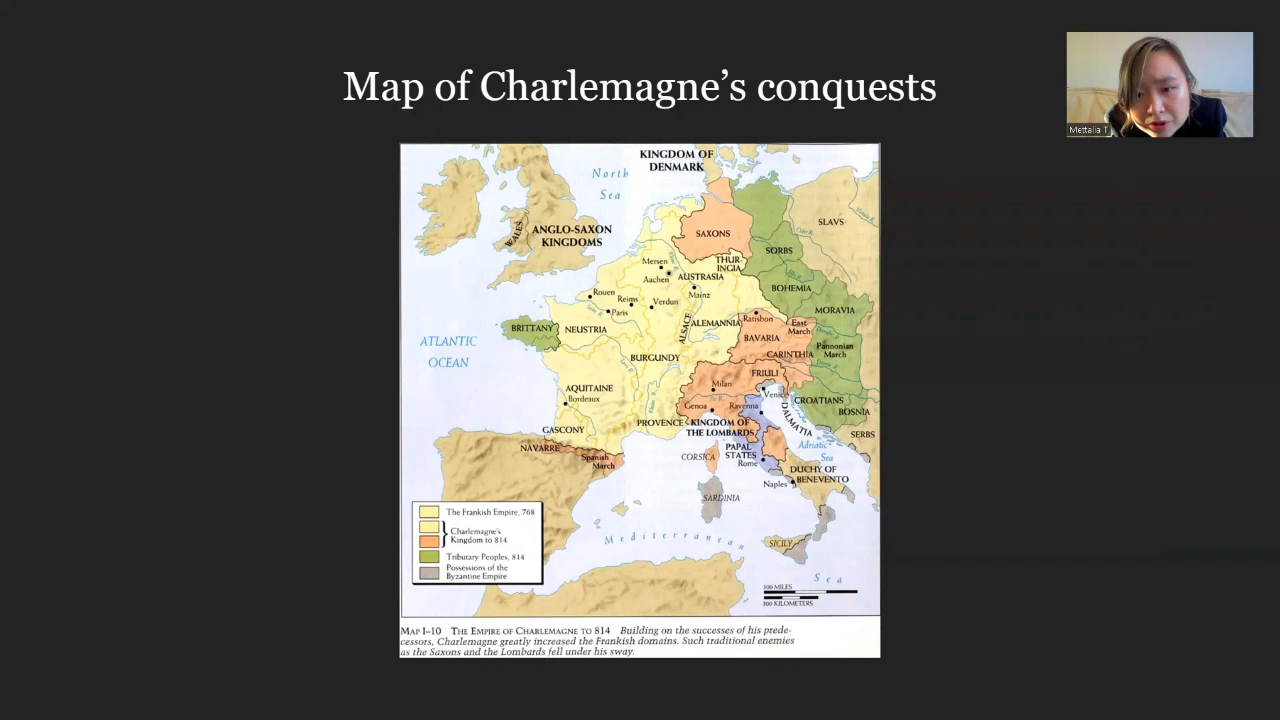 Map of Charlemagne's conquests
Mettalia T
KINGDOM OF
DENMARK
North
Sea
SLAVS
WALES
ANGLO-SAXON
KINGDOMS
SAXONS
SORBS
Oder R.
Mersen
Aachen
THUR
INGIA
AUSTRASIA
BOHEMIA
Rouen
Reims
Verdun
Mainz
Paris
MORAVIA
ATLANTIC
OCEAN
BRITTANY
NEUSTRIA
ALSACE
ALEMANNIA
Ratisbon
East
March
BAVARIA
Pannonian
March
BURGUNDY
CARINTHIA
FRIULI
AQUITAINE
Bordeaux
Milan
Venice
CROATIANS
Genoa
Ravenna
DALMATIA
BOSNIA
GASCONY
PROVENCE
KINGDOM OF
THE LOMBARDS
SERBS
NAVARRE
Spanish
March
CORSICA
PAPAL
STATES
Rome
Adriatic
Sea
DUCHY OF
BENEVENTO
Naples
SARDINIA
SICILY
Mediterranean
Sea
The Frankish Empire, 768
Charlemagne's
Kingdom to 814
Tributary Peoples, 814
Possessions of the
Byzantine Empire
300 MILES
300 KILOMETERS
MAP I–10 THE EMPIRE OF CHARLEMAGNE TO 814 Building on the successes of his prede-
cessors, Charlemagne greatly increased the Frankish domains. Such traditional enemies
as the Saxons and the Lombards fell under his sway.